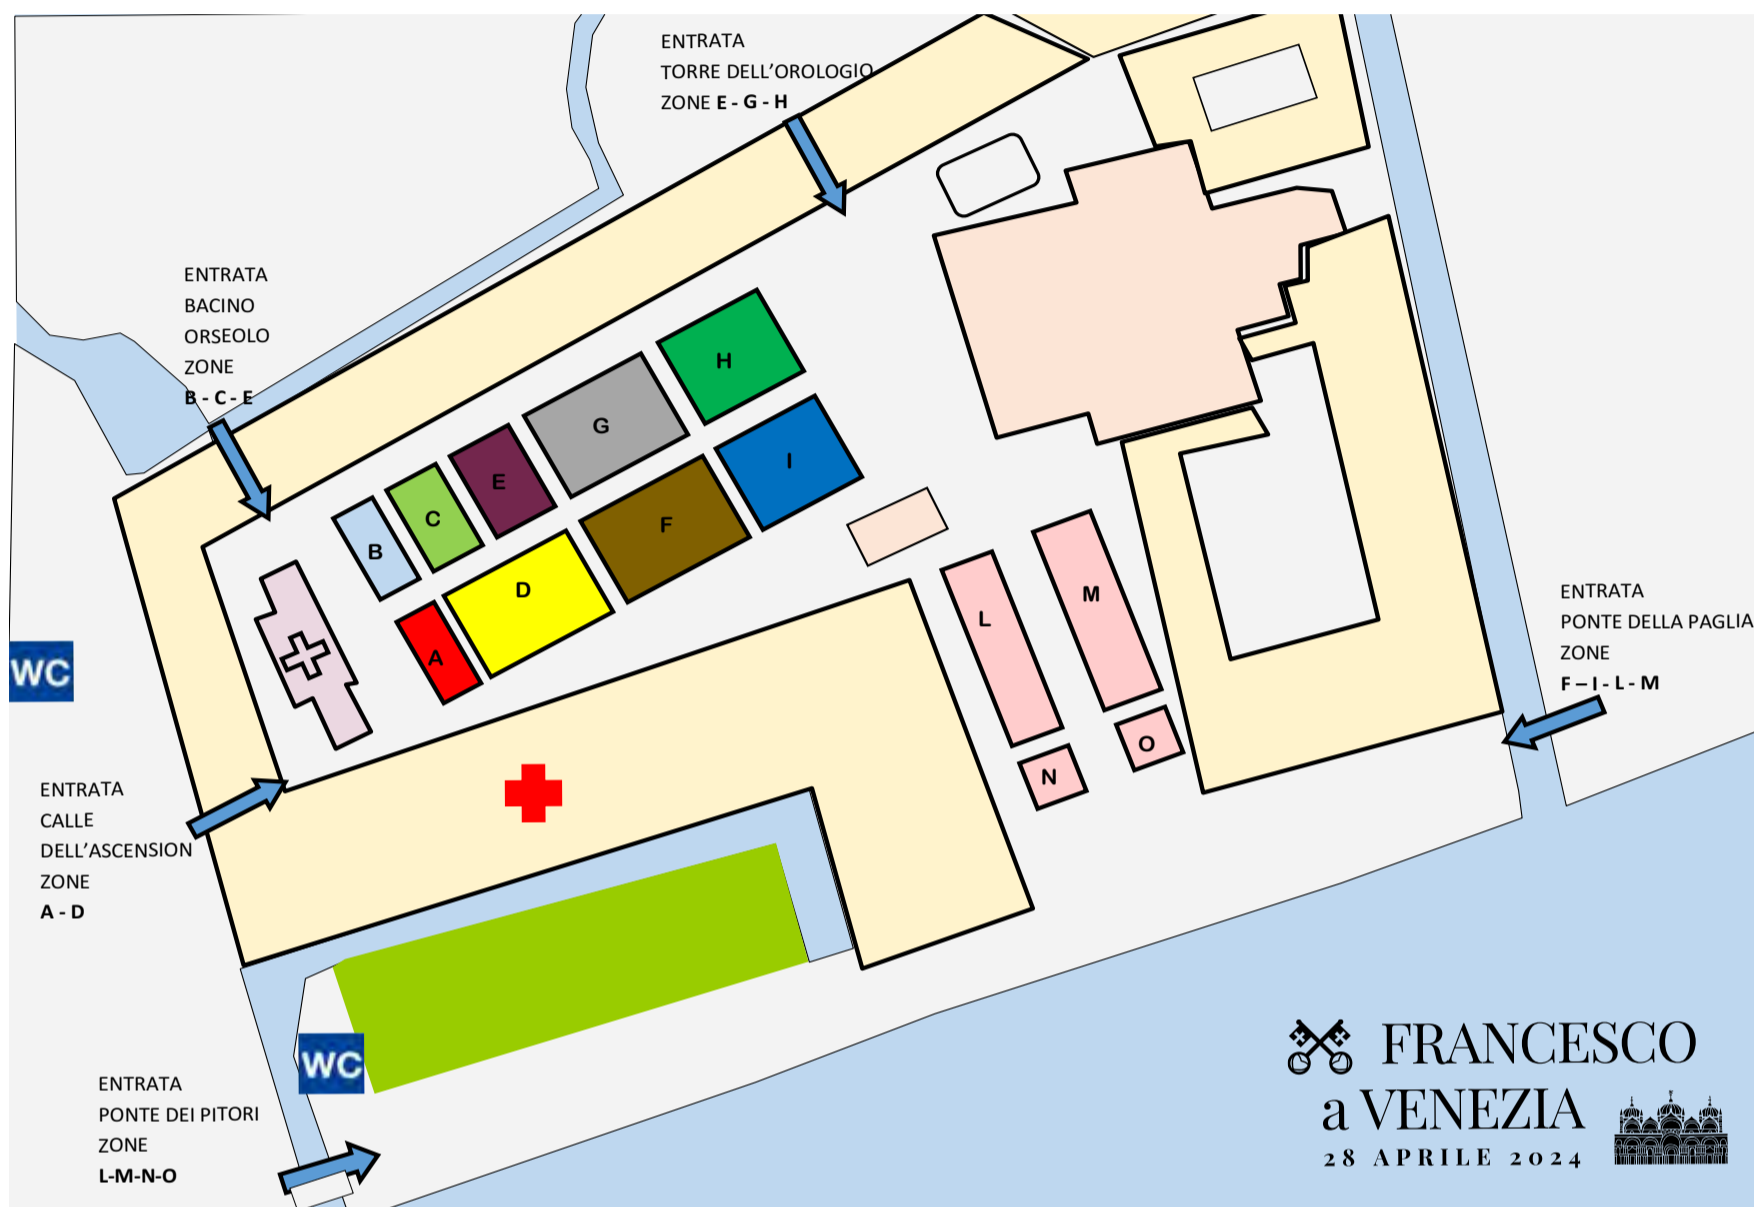 ENTRATA
TORRE DELL'OROLOGIO
ZONE E - G - H
ENTRATA
BACINO
ORSEOLO
ZONE
B - C - E
H
G
I
E
C
F
B
D
A
L
M
N
O
WC
ENTRATA
PONTE DELLA PAGLIA
ZONE
F – I - L - M
ENTRATA
CALLE
DELL'ASCENSION
ZONE
A - D
WC
ENTRATA
PONTE DEI PITORI
ZONE
L-M-N-O
FRANCESCO
a VENEZIA
28 APRILE 2024